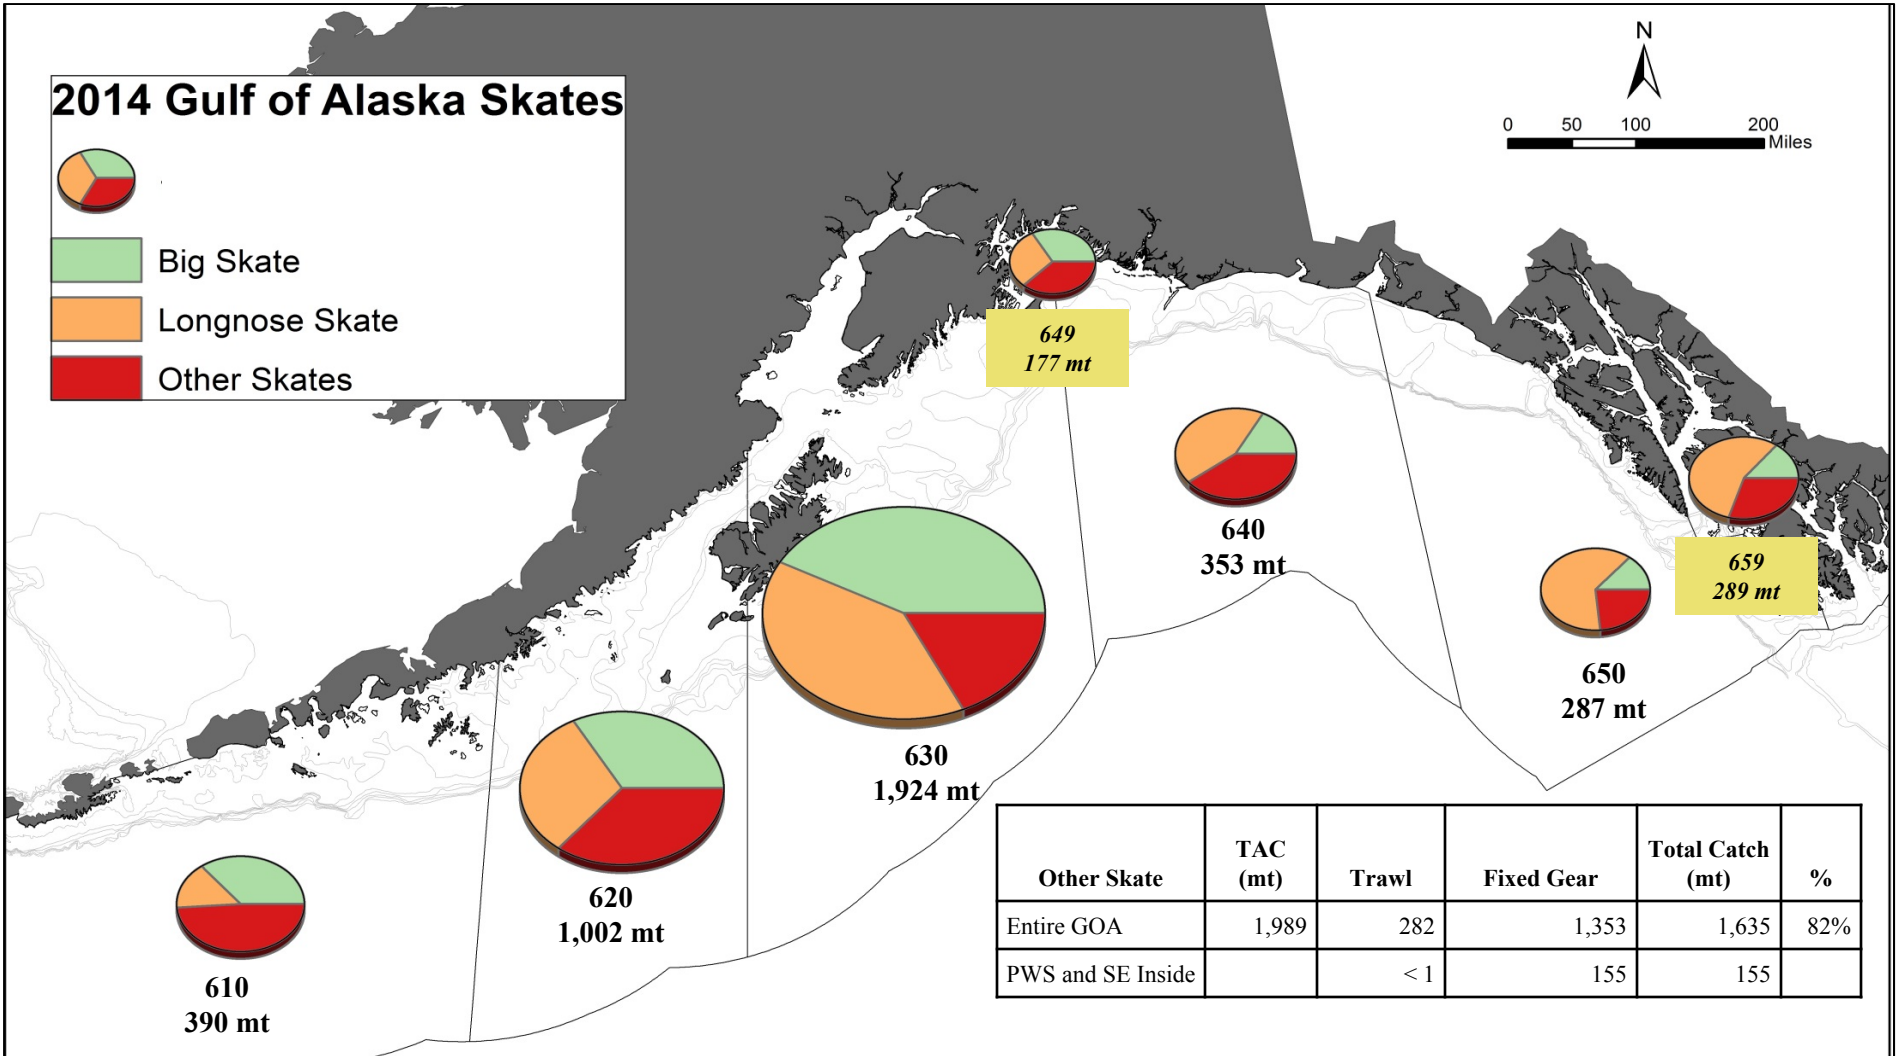 2014 Gulf of Alaska Skates
Big Skate
Longnose Skate
Other Skates
N
0 50 100 200
Miles
649
177 mt
640
353 mt
659
289 mt
650
287 mt
630
1,924 mt
620
1,002 mt
610
390 mt
Other Skate TAC (mt) Trawl Fixed Gear Total Catch (mt) %
Entire GOA 1,989 282 1,353 1,635 82%
PWS and SE Inside < 1 155 155